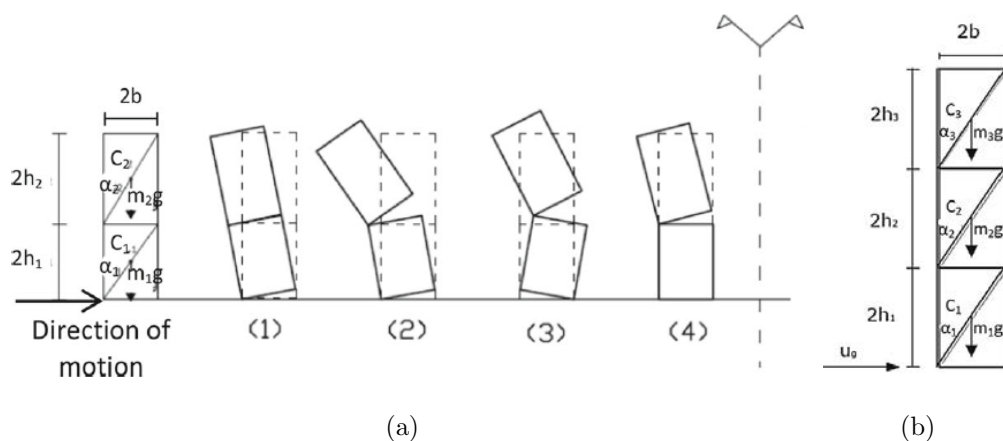 2b
2h₂
C₂
α₂
m₂g
2h₁
C₁
α₁
m₁g
Direction of
motion
(1)
(2)
(3)
(4)
(a)
2b
2h₃
C₃
α₃
m₃g
2h₂
C₂
α₂
m₂g
2h₁
C₁
α₁
m₁g
u₉
(b)